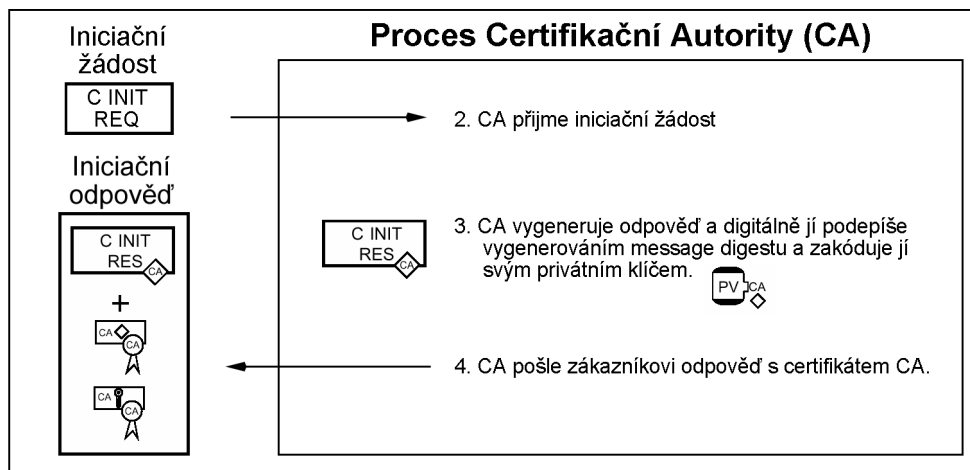 Proces Certifikační Autority (CA)
Iniciační
žádost
C INIT
REQ
2. CA přijme iniciační žádost
Iniciační
odpověď
C INIT
RES
CA
+
CA
CA
CA
CA
C INIT
RES
CA
3. CA vygeneruje odpověď a digitálně jí podepíše
vygenerováním message digestu a zakóduje jí
svým privátním klíčem.
PV
CA
4. CA pošle zákazníkovi odpověď s certifikátem CA.